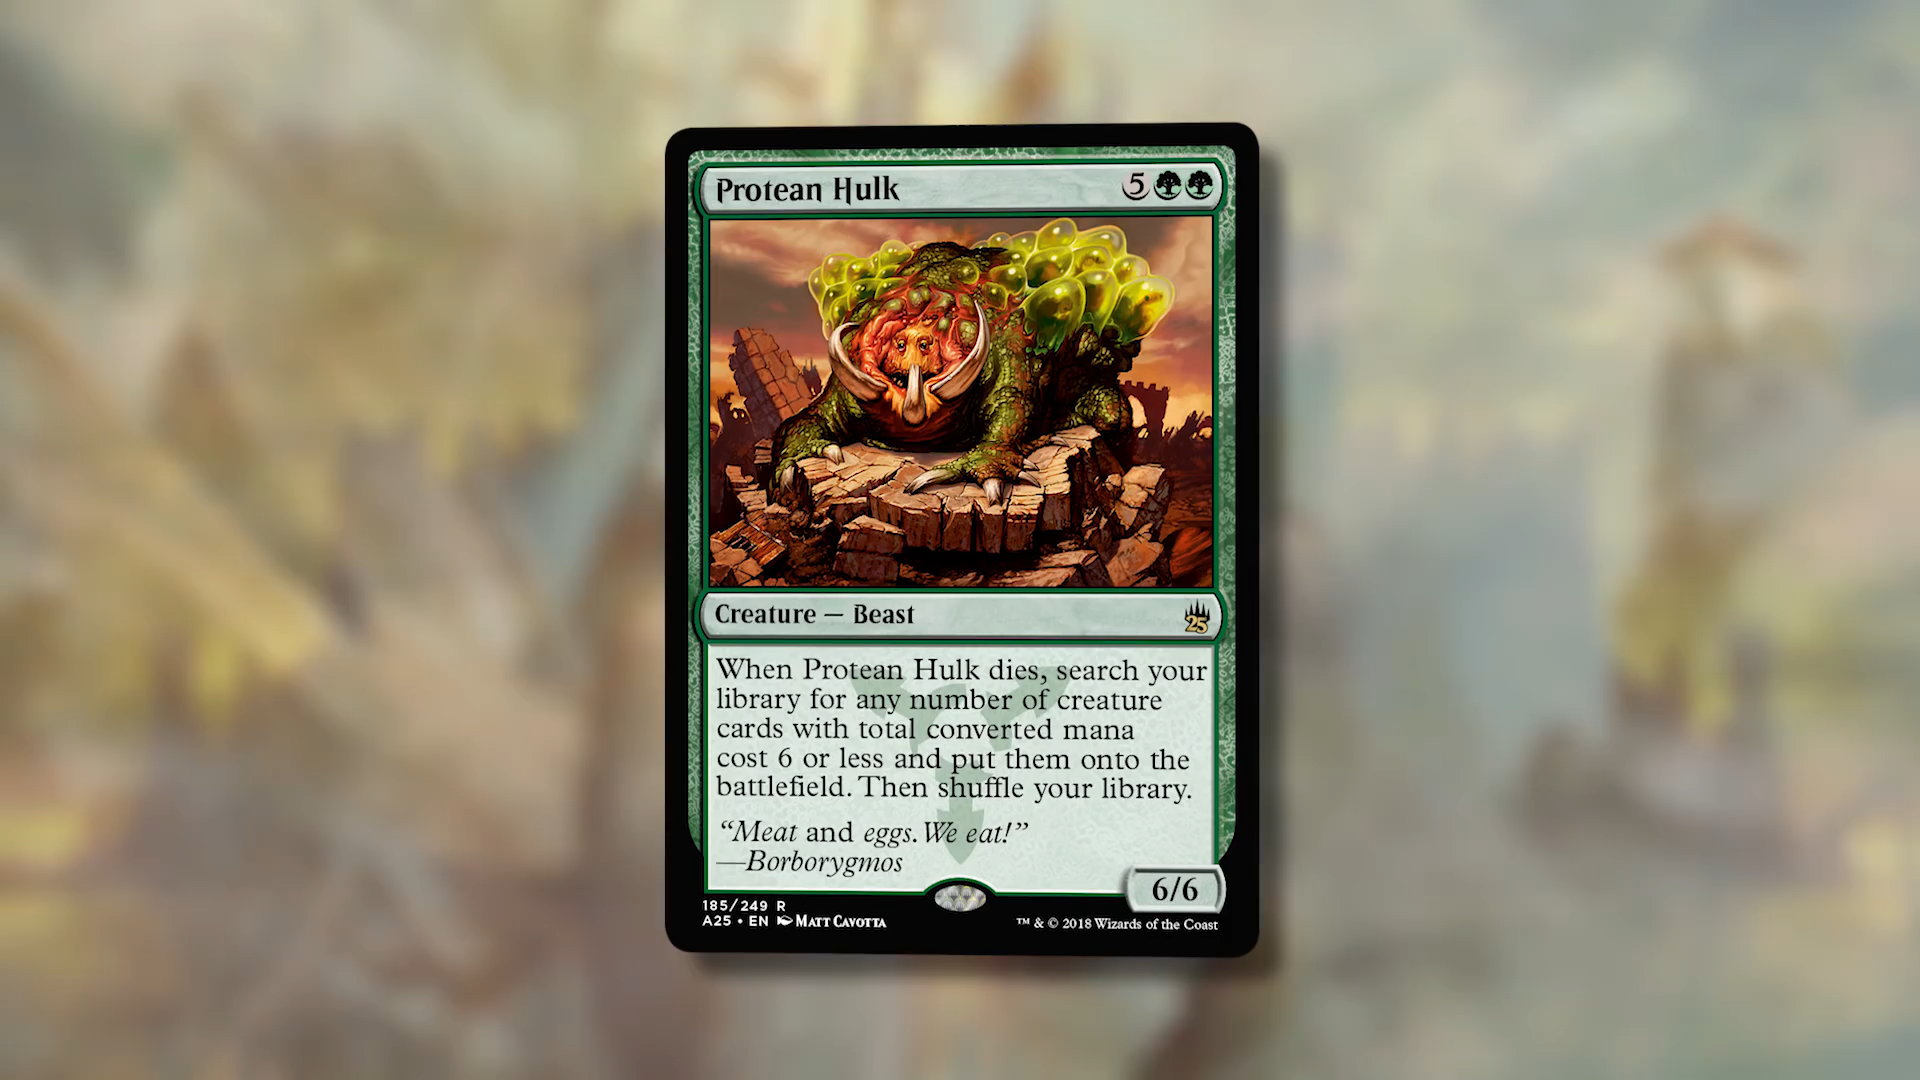 Protean Hulk 5
Creature — Beast
25
When Protean Hulk dies, search your
library for any number of creature
cards with total converted mana
cost 6 or less and put them onto the
battlefield. Then shuffle your library.
“Meat and eggs. We eat!”
—Borborygmos
6/6
185/249 R
A25 • EN Matt Cavotta
™ & © 2018 Wizards of the Coast